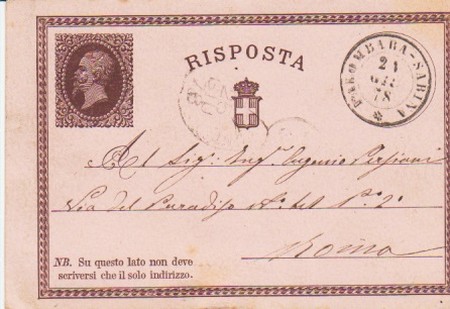 RISPOSTA
PALOMBARA-SABINA
24
78
Al Sig: Ing: Eugenio Persiani
Via del Paradiso N:
Roma
NB. Su questo lato non deve
scriversi che il solo indirizzo.